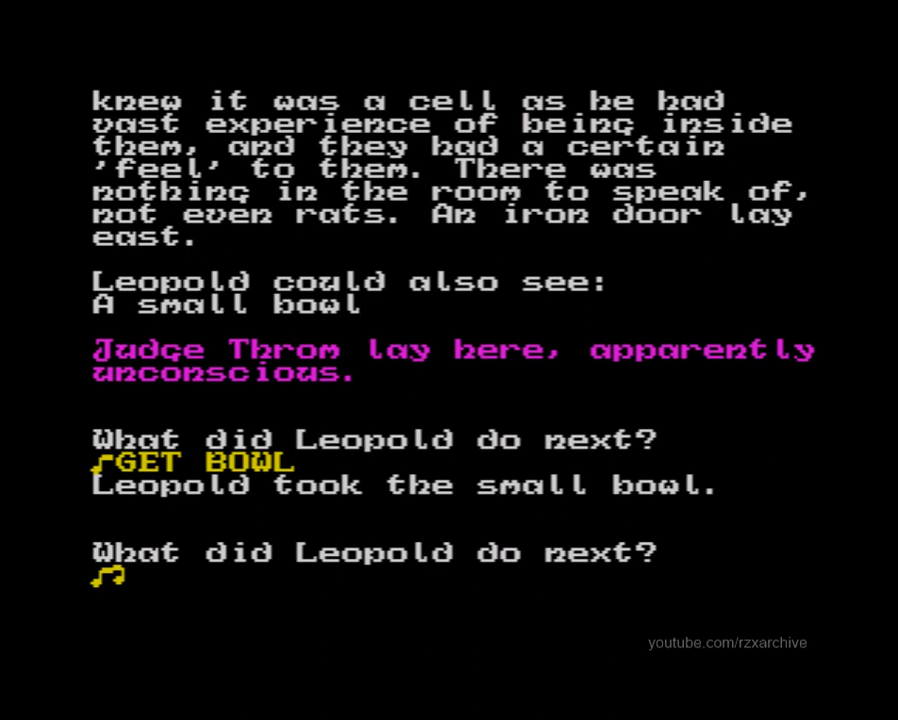 knew it was a cell as he had
vast experience of being inside
them, and they had a certain
'feel' to them. There was
nothing in the room to speak of,
not even rats. An iron door lay
east.
Leopold could also see:
A small bowl
Judge Throm lay here, apparently
unconscious.
What did Leopold do next?
♪GET BOWL
Leopold took the small bowl.
What did Leopold do next?
♫
youtube.com/rzxarchive